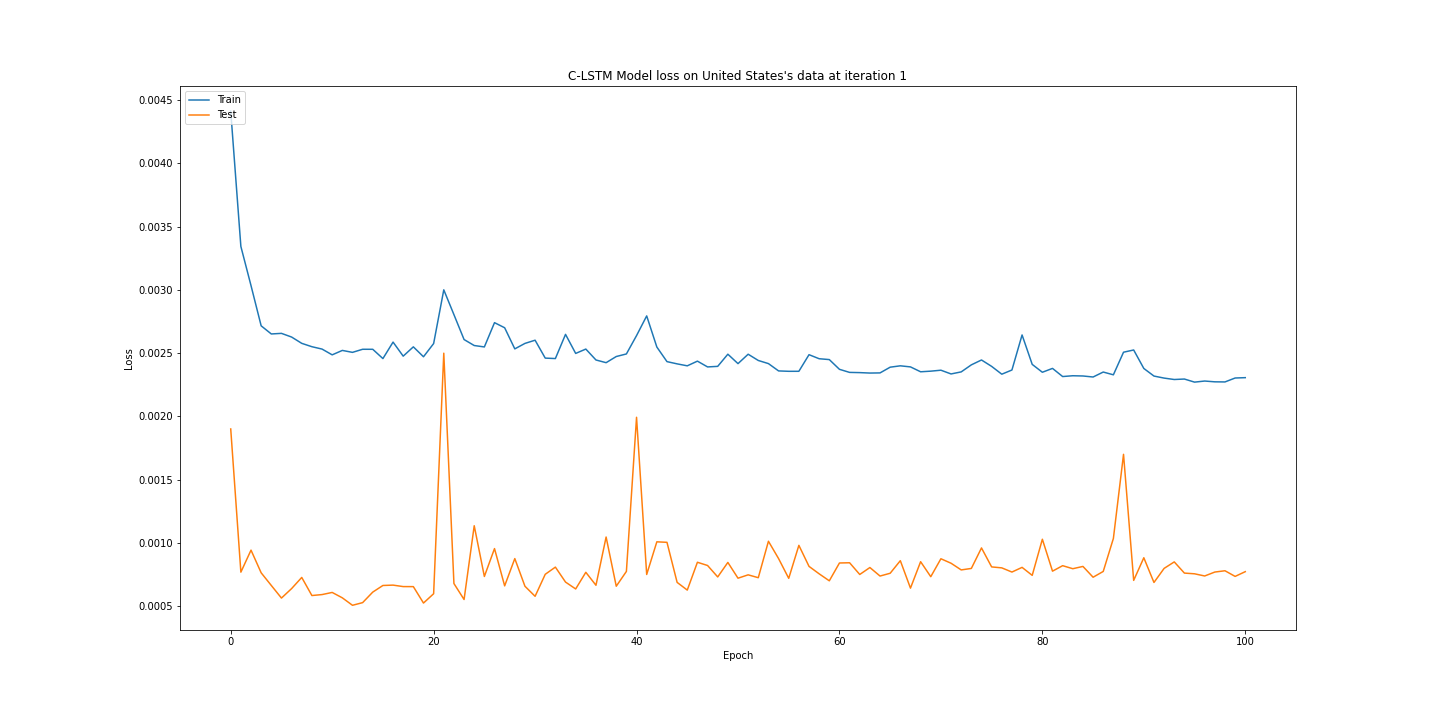 C-LSTM Model loss on United States's data at iteration 1
Train
Test
0.0045
0.0040
0.0035
0.0030
0.0025
0.0020
0.0015
0.0010
0.0005
Loss
0 20 40 60 80 100
Epoch